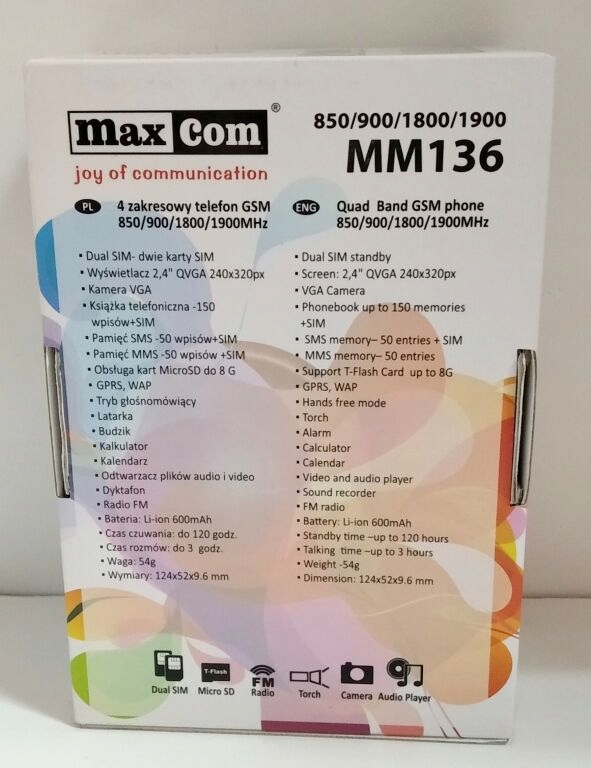 max com ®
joy of communication
850/900/1800/1900
MM136
PL 4 zakresowy telefon GSM
850/900/1800/1900MHz
▪ Dual SIM- dwie karty SIM
▪ Wyświetlacz 2,4" QVGA 240x320px
▪ Kamera VGA
▪ Książka telefoniczna -150
wpisów+SIM
▪ Pamięć SMS -50 wpisów+SIM
▪ Pamięć MMS -50 wpisów +SIM
▪ Obsługa kart MicroSD do 8 G
▪ GPRS, WAP
▪ Tryb głośnomówiący
▪ Latarka
▪ Budzik
▪ Kalkulator
▪ Kalendarz
▪ Odtwarzacz plików audio i video
▪ Dyktafon
▪ Radio FM
▪ Bateria: Li-ion 600mAh
▪ Czas czuwania: do 120 godz.
▪ Czas rozmów: do 3 godz.
▪ Waga: 54g
▪ Wymiary: 124x52x9.6 mm
ENG Quad Band GSM phone
850/900/1800/1900MHz
▪ Dual SIM standby
▪ Screen: 2,4" QVGA 240x320px
▪ VGA Camera
▪ Phonebook up to 150 memories
+SIM
▪ SMS memory– 50 entries + SIM
▪ MMS memory– 50 entries
▪ Support T-Flash Card up to 8G
▪ GPRS, WAP
▪ Hands free mode
▪ Torch
▪ Alarm
▪ Calculator
▪ Calendar
▪ Video and audio player
▪ Sound recorder
▪ FM radio
▪ Battery: Li-ion 600mAh
▪ Standby time –up to 120 hours
▪ Talking time –up to 3 hours
▪ Weight -54g
▪ Dimension: 124x52x9.6 mm
Dual SIM
T-Flash
Micro SD
FM
Radio
Torch
Camera
Audio Player